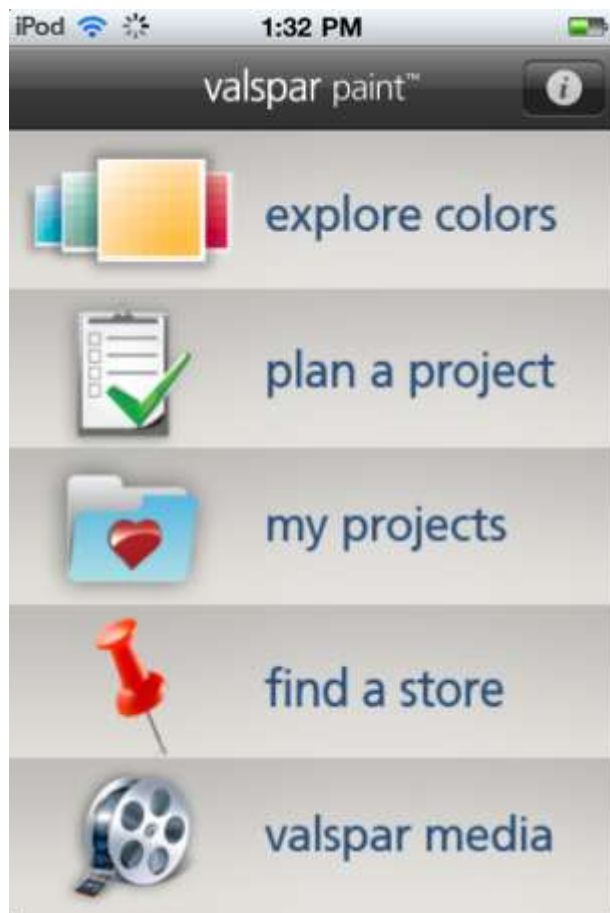 iPod 1:32 PM
valspar paint™ i
explore colors
plan a project
my projects
find a store
valspar media